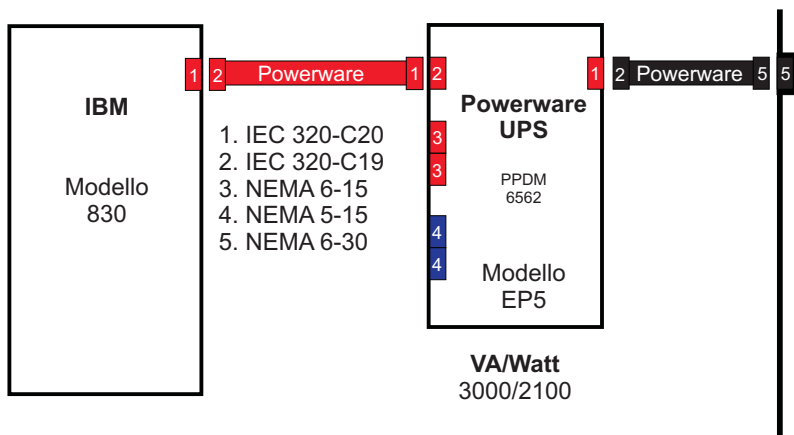 1 2 Powerware 1 2 1 2 Powerware 5 5
IBM
Modello
830
1. IEC 320-C20
2. IEC 320-C19
3. NEMA 6-15
4. NEMA 5-15
5. NEMA 6-30
3
3
4
4
Powerware
UPS
PPDM
6562
Modello
EP5
VA/Watt
3000/2100